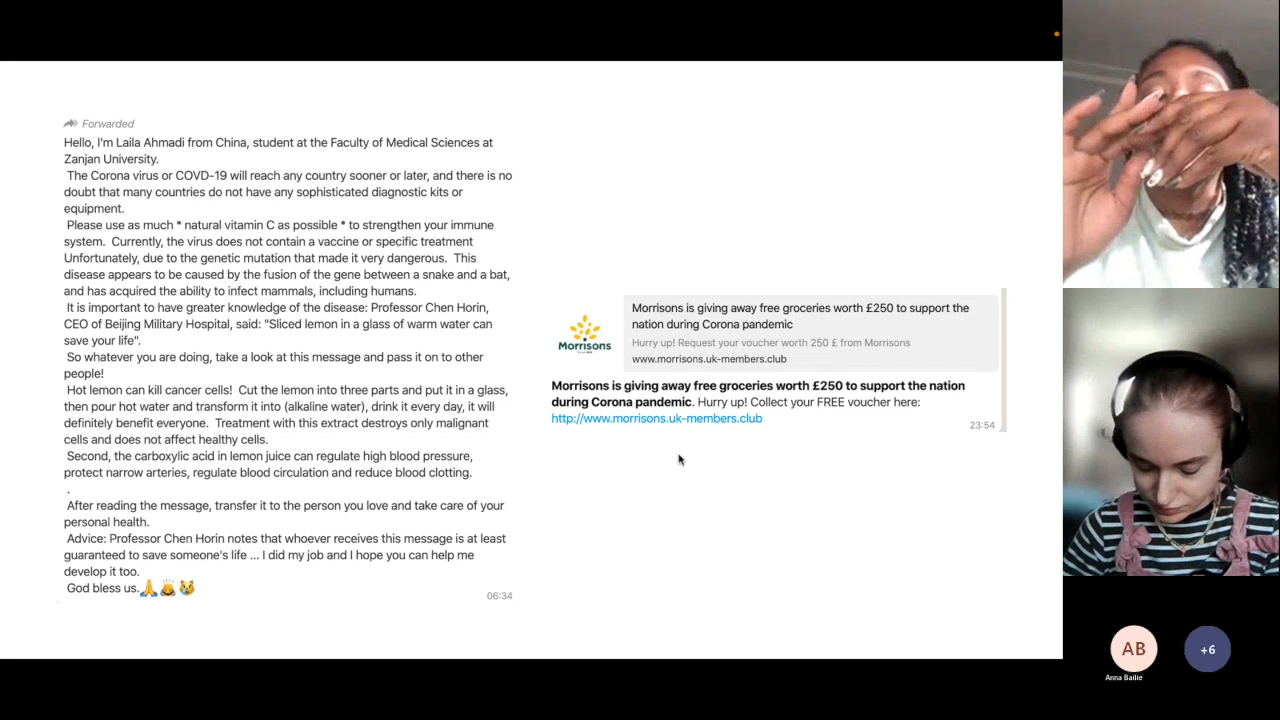 Forwarded
Hello, I'm Laila Ahmadi from China, student at the Faculty of Medical Sciences at
Zanjan University.
The Corona virus or COVD-19 will reach any country sooner or later, and there is no
doubt that many countries do not have any sophisticated diagnostic kits or
equipment.
Please use as much * natural vitamin C as possible * to strengthen your immune
system.  Currently, the virus does not contain a vaccine or specific treatment
Unfortunately, due to the genetic mutation that made it very dangerous.  This
disease appears to be caused by the fusion of the gene between a snake and a bat,
and has acquired the ability to infect mammals, including humans.
It is important to have greater knowledge of the disease: Professor Chen Horin,
CEO of Beijing Military Hospital, said: "Sliced lemon in a glass of warm water can
save your life".
So whatever you are doing, take a look at this message and pass it on to other
people!
Hot lemon can kill cancer cells!  Cut the lemon into three parts and put it in a glass,
then pour hot water and transform it into (alkaline water), drink it every day, it will
definitely benefit everyone.  Treatment with this extract destroys only malignant
cells and does not affect healthy cells.
Second, the carboxylic acid in lemon juice can regulate high blood pressure,
protect narrow arteries, regulate blood circulation and reduce blood clotting.
.
After reading the message, transfer it to the person you love and take care of your
personal health.
Advice: Professor Chen Horin notes that whoever receives this message is at least
guaranteed to save someone's life ... I did my job and I hope you can help me
develop it too.
God bless us.🙏🙇😿
06:34
Morrisons
Morrisons is giving away free groceries worth £250 to support the
nation during Corona pandemic
Hurry up! Request your voucher worth 250 £ from Morrisons
www.morrisons.uk-members.club
Morrisons is giving away free groceries worth £250 to support the nation
during Corona pandemic. Hurry up! Collect your FREE voucher here:
http://www.morrisons.uk-members.club
23:54
AB
Anna Bailie
+6